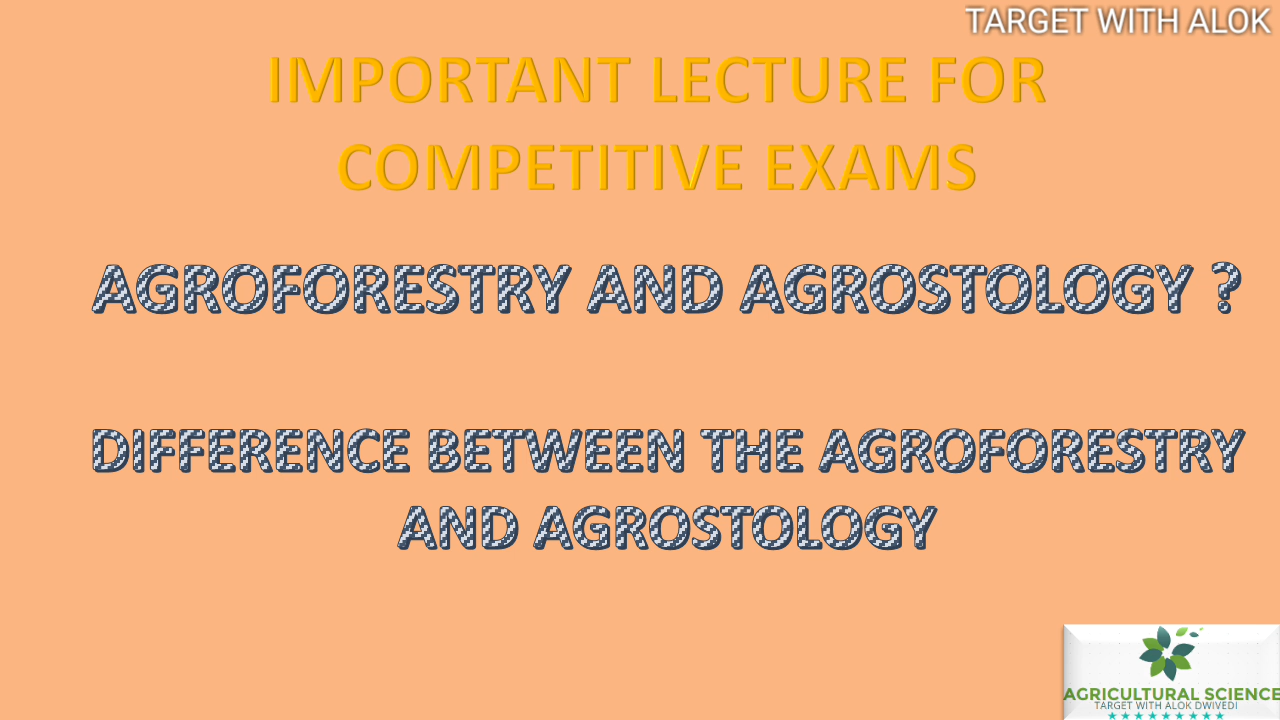 TARGET WITH ALOK
IMPORTANT LECTURE FOR
COMPETITIVE EXAMS
AGROFORESTRY AND AGROSTOLOGY ?
DIFFERENCE BETWEEN THE AGROFORESTRY
AND AGROSTOLOGY
AGRICULTURAL SCIENCE
TARGET WITH ALOK DWIVEDI